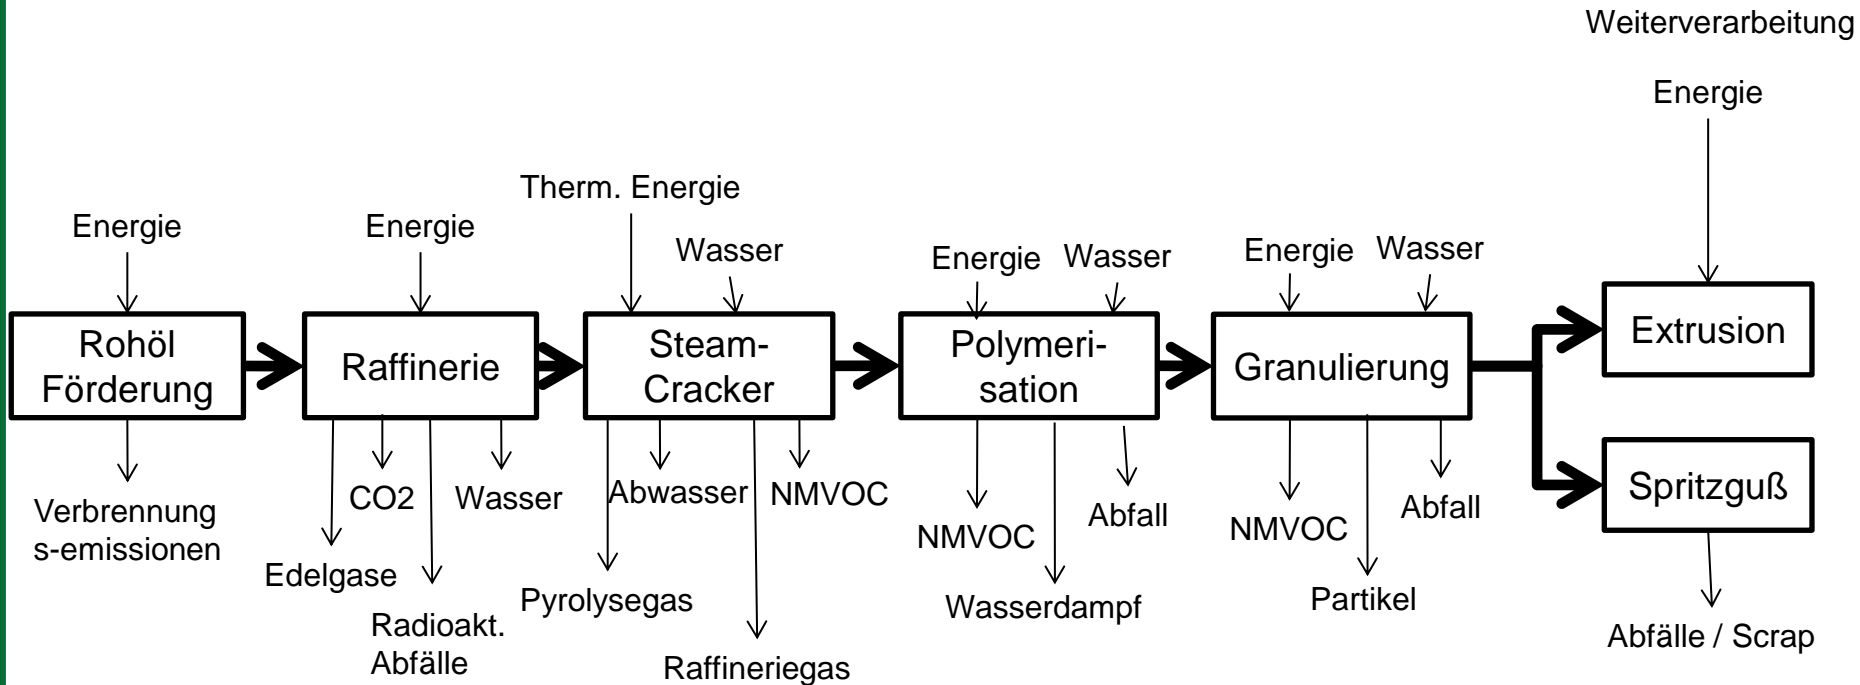 Weiterverarbeitung
Energie
Therm. Energie
Energie
Energie
Wasser
Energie
Wasser
Energie
Wasser
Rohöl
Förderung
Raffinerie
Steam-
Cracker
Polymeri-
sation
Granulierung
Extrusion
Spritzguß
Verbrennung
s-emissionen
Edelgase
CO2
Radioakt.
Abfälle
Wasser
Pyrolysegas
Abwasser
Raffineriegas
NMVOC
NMVOC
Wasserdampf
Abfall
NMVOC
Partikel
Abfall
Abfälle / Scrap